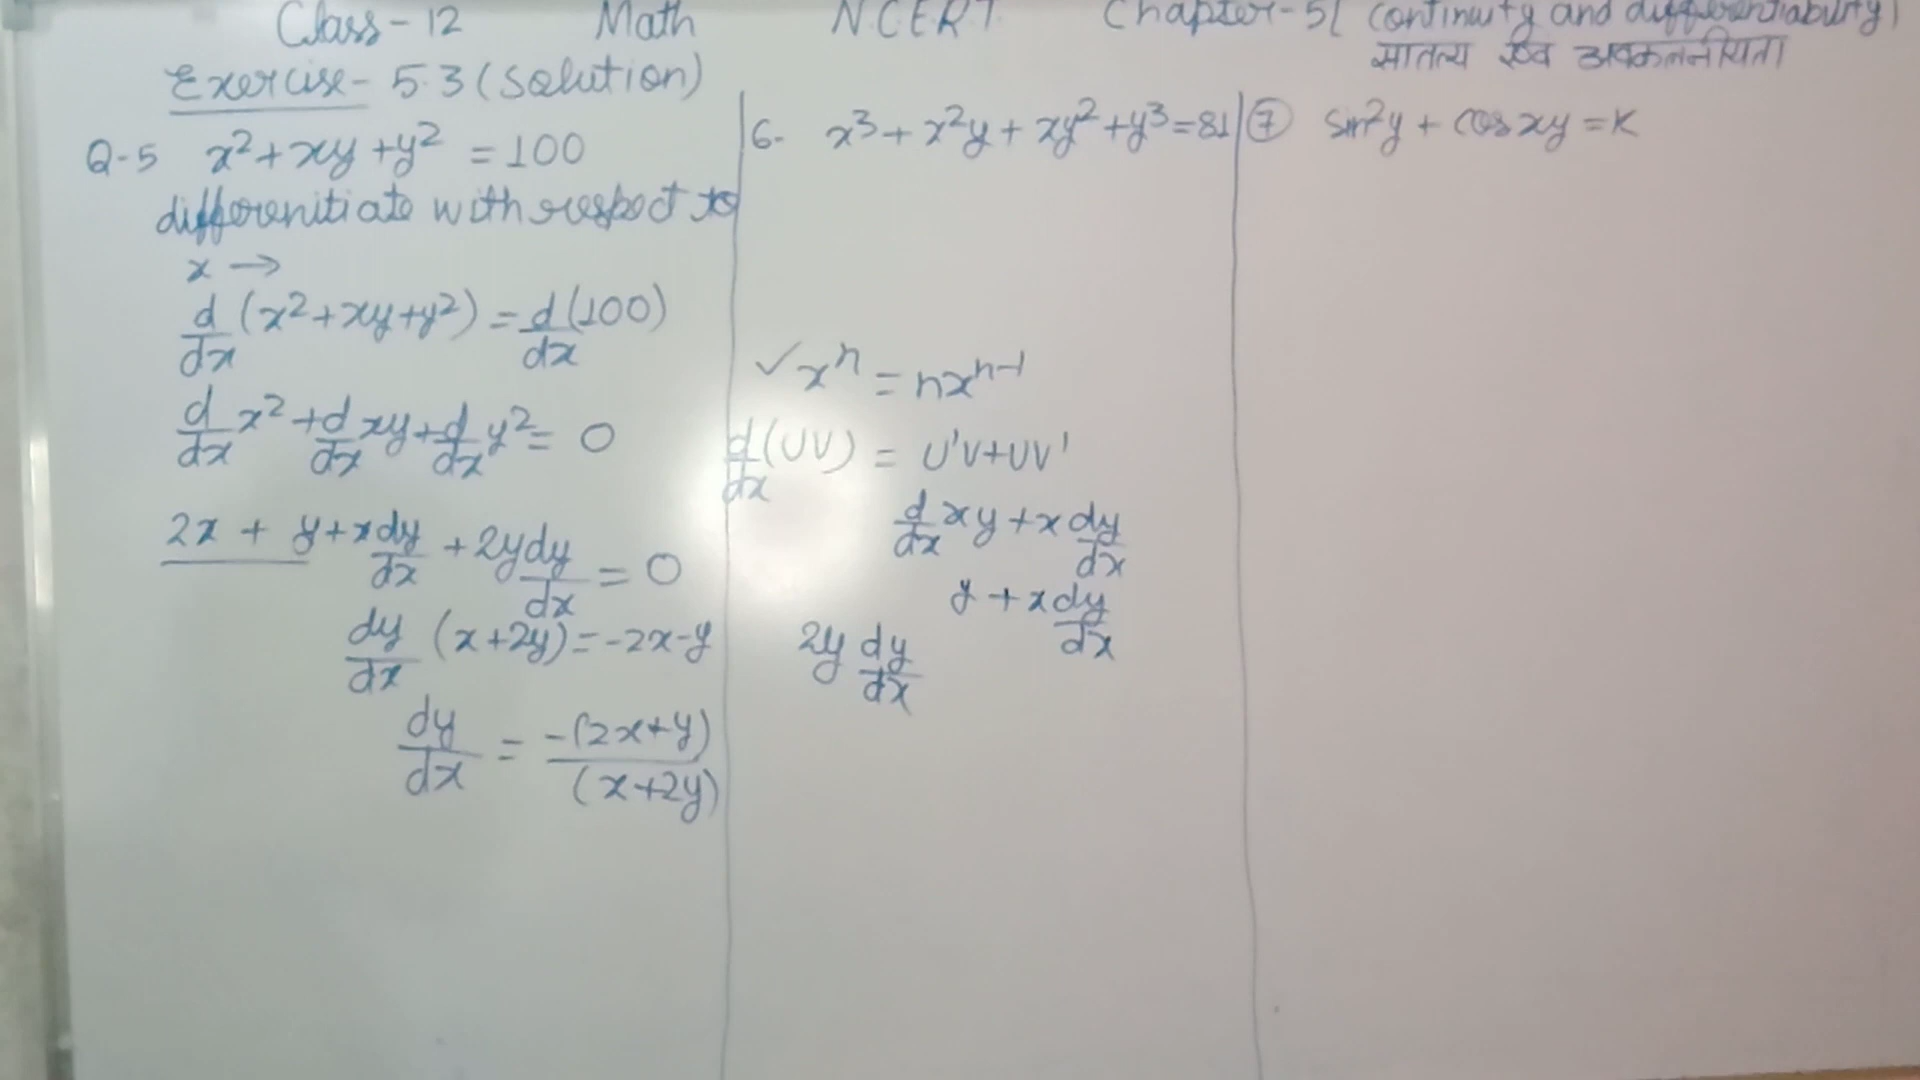 Class - 12 Math NCERT Chapter - 5( Continuity and differentiability)
सातत्य एव अवकलनीयता
Exercise - 5.3 (Solution)
Q-5 x²+xy+y² = 100
differenitiate with respect to
x →
d/dx (x²+xy+y²) = d/dx (100)
d/dx x² + d/dx xy + d/dx y² = 0
2x + y + x dy/dx + 2y dy/dx = 0
dy/dx (x+2y) = -2x-y
dy/dx = -(2x+y)/(x+2y)
6- x³ + x²y + xy² + y³ = 81
✓ xⁿ = nxⁿ⁻¹
d/dx (UV) = U'V+UV'
d/dx xy + x dy/dx
y + x dy/dx
2y dy/dx
⑦ sin²y + cos xy = K